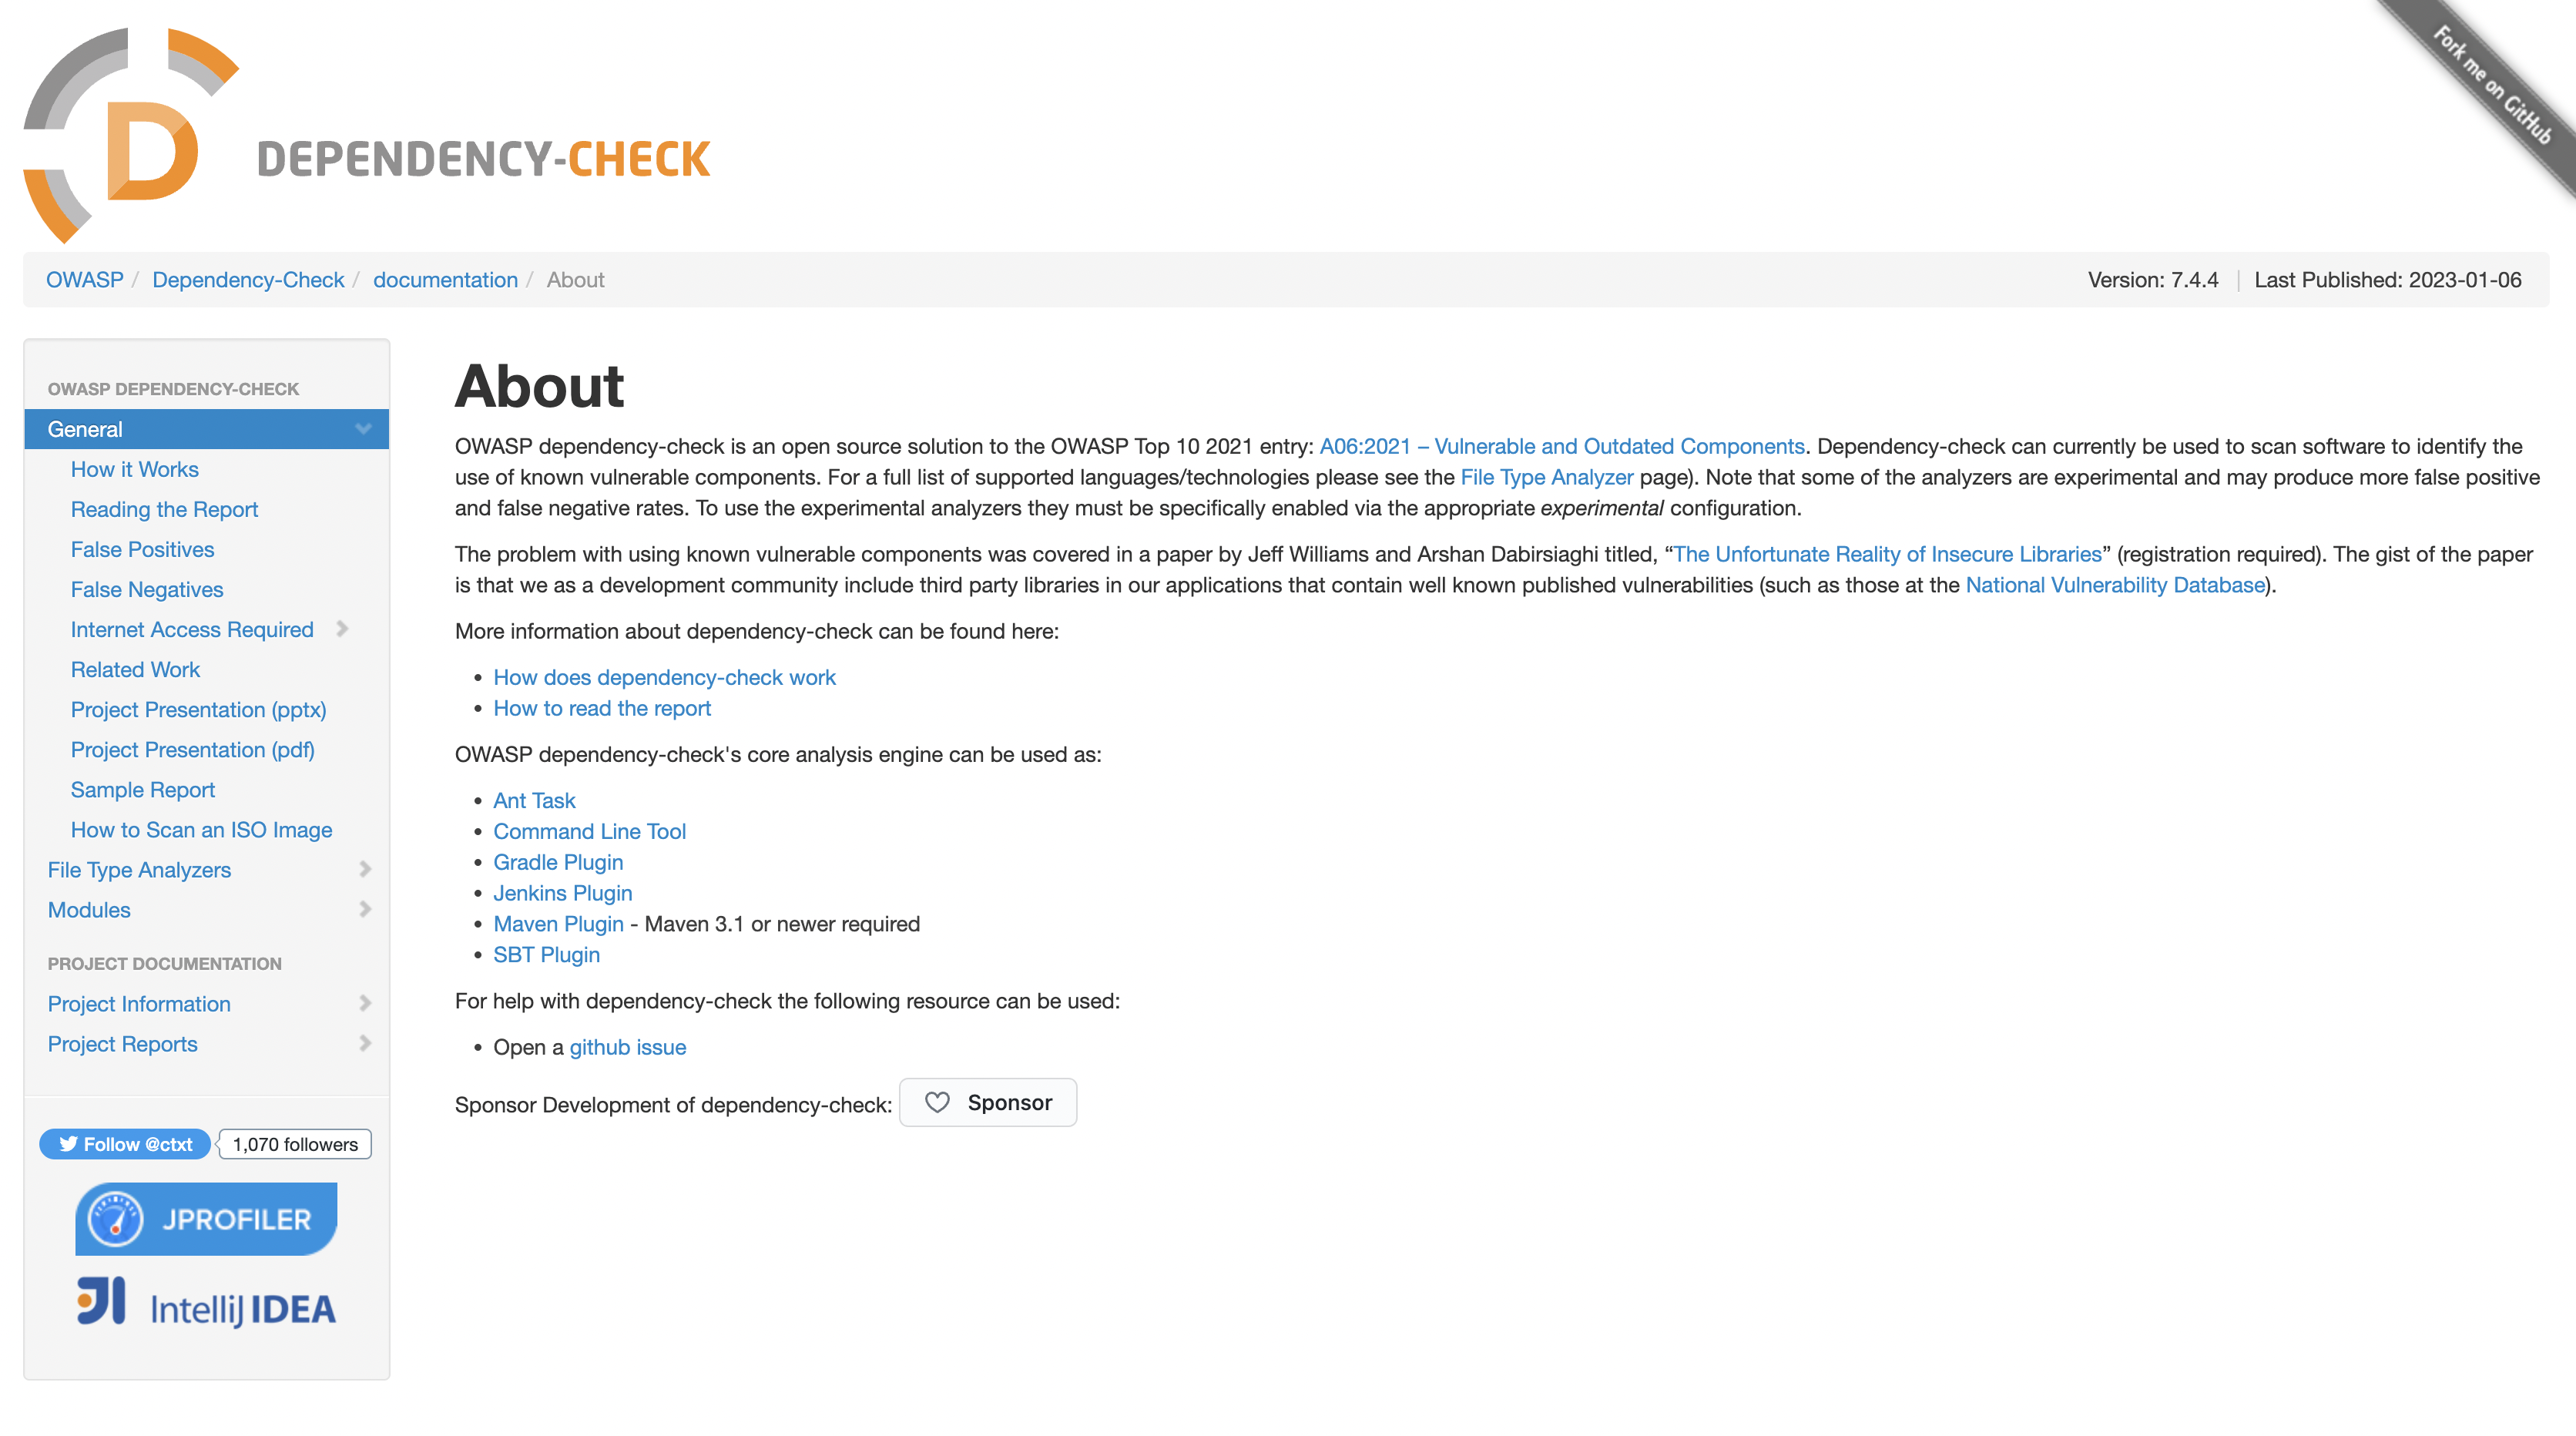 Fork me on GitHub
D
DEPENDENCY-CHECK
OWASP / Dependency-Check / documentation / About
Version: 7.4.4 | Last Published: 2023-01-06
OWASP DEPENDENCY-CHECK
General
How it Works
Reading the Report
False Positives
False Negatives
Internet Access Required
Related Work
Project Presentation (pptx)
Project Presentation (pdf)
Sample Report
How to Scan an ISO Image
File Type Analyzers
Modules
PROJECT DOCUMENTATION
Project Information
Project Reports
Follow @ctxt
1,070 followers
JPROFILER
IntelliJ IDEA
About
OWASP dependency-check is an open source solution to the OWASP Top 10 2021 entry: A06:2021 – Vulnerable and Outdated Components. Dependency-check can currently be used to scan software to identify the
use of known vulnerable components. For a full list of supported languages/technologies please see the File Type Analyzer page). Note that some of the analyzers are experimental and may produce more false positive
and false negative rates. To use the experimental analyzers they must be specifically enabled via the appropriate experimental configuration.
The problem with using known vulnerable components was covered in a paper by Jeff Williams and Arshan Dabirsiaghi titled, “The Unfortunate Reality of Insecure Libraries” (registration required). The gist of the paper
is that we as a development community include third party libraries in our applications that contain well known published vulnerabilities (such as those at the National Vulnerability Database).
More information about dependency-check can be found here:
• How does dependency-check work
• How to read the report
OWASP dependency-check's core analysis engine can be used as:
• Ant Task
• Command Line Tool
• Gradle Plugin
• Jenkins Plugin
• Maven Plugin - Maven 3.1 or newer required
• SBT Plugin
For help with dependency-check the following resource can be used:
• Open a github issue
Sponsor Development of dependency-check: Sponsor